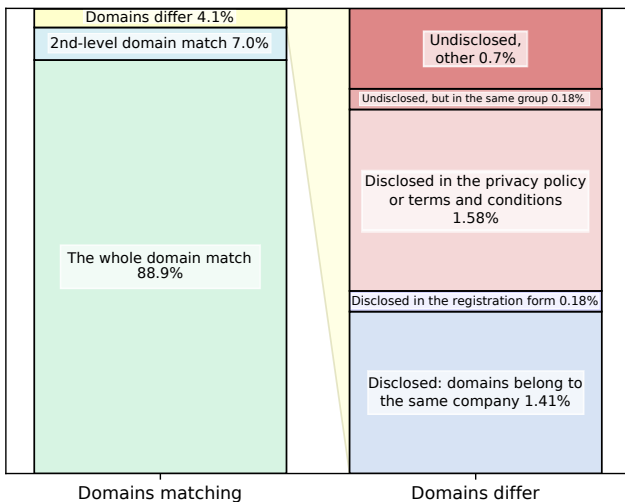 Domains differ 4.1%
2nd-level domain match 7.0%
The whole domain match
88.9%
Domains matching
Undisclosed,
other 0.7%
Undisclosed, but in the same group 0.18%
Disclosed in the privacy policy
or terms and conditions
1.58%
Disclosed in the registration form 0.18%
Disclosed: domains belong to
the same company 1.41%
Domains differ